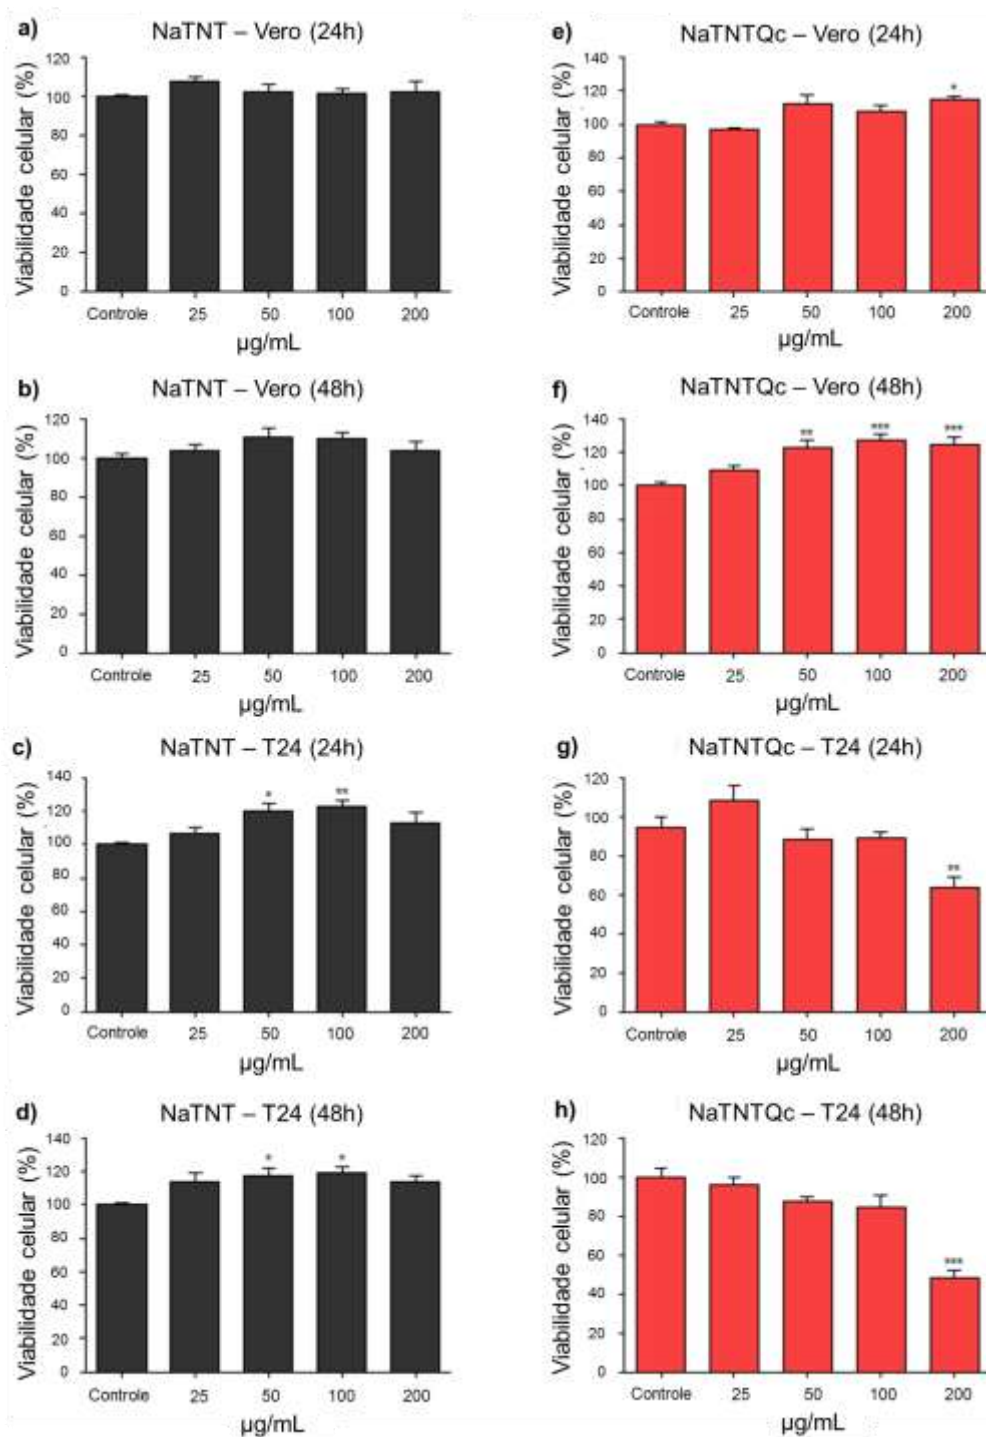 a)
NaTNT – Vero (24h)
Viabilidade celular (%)
120
100
80
60
40
20
0
Controle 25 50 100 200
µg/mL
e)
NaTNTQc – Vero (24h)
Viabilidade celular (%)
140
120
100
80
60
40
20
0
*
Controle 25 50 100 200
µg/mL
b)
NaTNT – Vero (48h)
Viabilidade celular (%)
120
100
80
60
40
20
0
Controle 25 50 100 200
µg/mL
f)
NaTNTQc – Vero (48h)
Viabilidade celular (%)
140
120
100
80
60
40
20
0
** *** ***
Controle 25 50 100 200
µg/mL
c)
NaTNT – T24 (24h)
Viabilidade celular (%)
140
120
100
80
60
40
20
0
* **
Controle 25 50 100 200
µg/mL
g)
NaTNTQc – T24 (24h)
Viabilidade celular (%)
120
100
80
60
40
20
0
**
Controle 25 50 100 200
µg/mL
d)
NaTNT – T24 (48h)
Viabilidade celular (%)
140
120
100
80
60
40
20
0
* *
Controle 25 50 100 200
µg/mL
h)
NaTNTQc – T24 (48h)
Viabilidade celular (%)
120
100
80
60
40
20
0
***
Controle 25 50 100 200
µg/mL